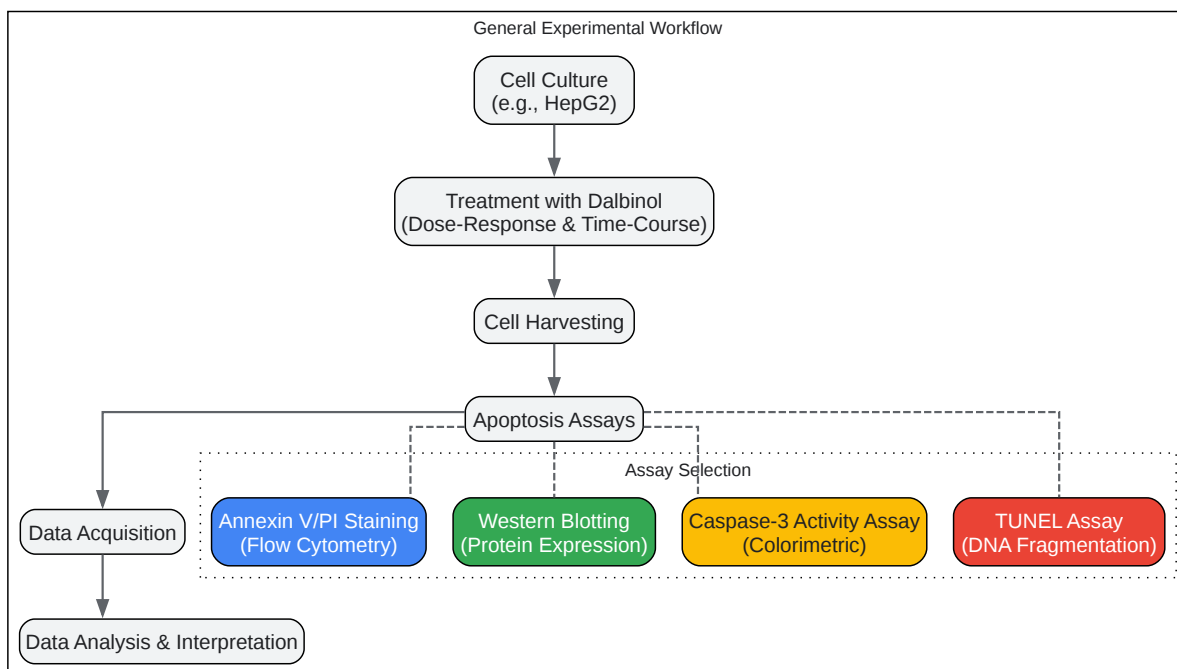 General Experimental Workflow
Cell Culture
(e.g., HepG2)
Treatment with Dalbinol
(Dose-Response & Time-Course)
Cell Harvesting
Apoptosis Assays
Assay Selection
Data Acquisition
Annexin V/PI Staining
(Flow Cytometry)
Western Blotting
(Protein Expression)
Caspase-3 Activity Assay
(Colorimetric)
TUNEL Assay
(DNA Fragmentation)
Data Analysis & Interpretation